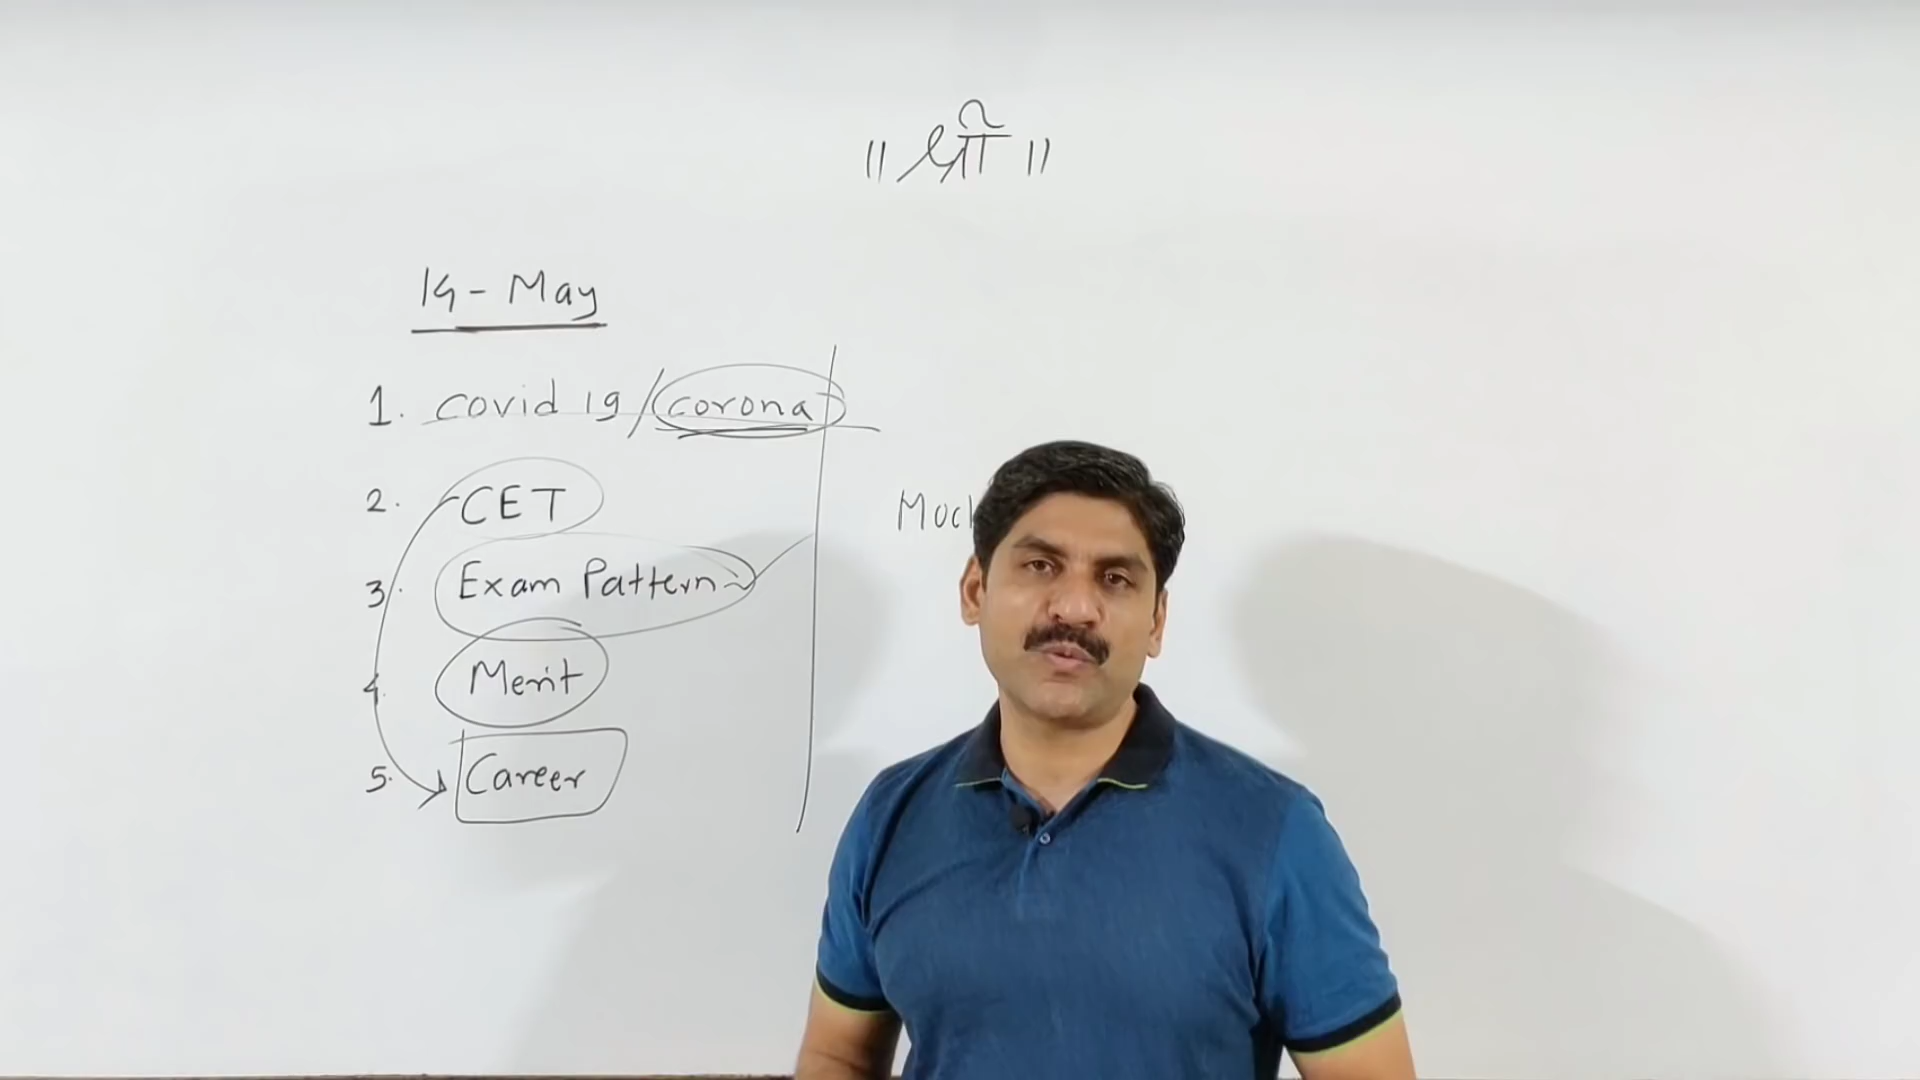 ॥ श्री ॥
14 - May
1. covid 19 / corona
2. CET
3. Exam Pattern
4. Merit
5. Career